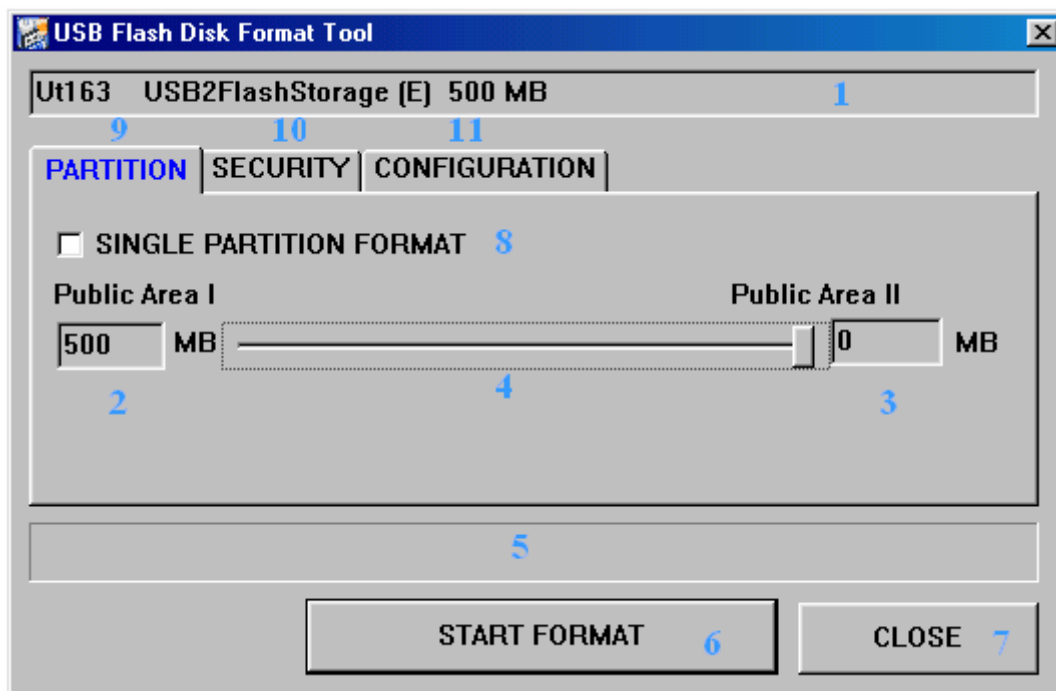 USB Flash Disk Format Tool
Ut163 USB2FlashStorage (E) 500 MB 1
9 10 11
PARTITION SECURITY CONFIGURATION
SINGLE PARTITION FORMAT 8
Public Area I Public Area II
500 MB 0 MB
2 4 3
5
START FORMAT 6 CLOSE 7